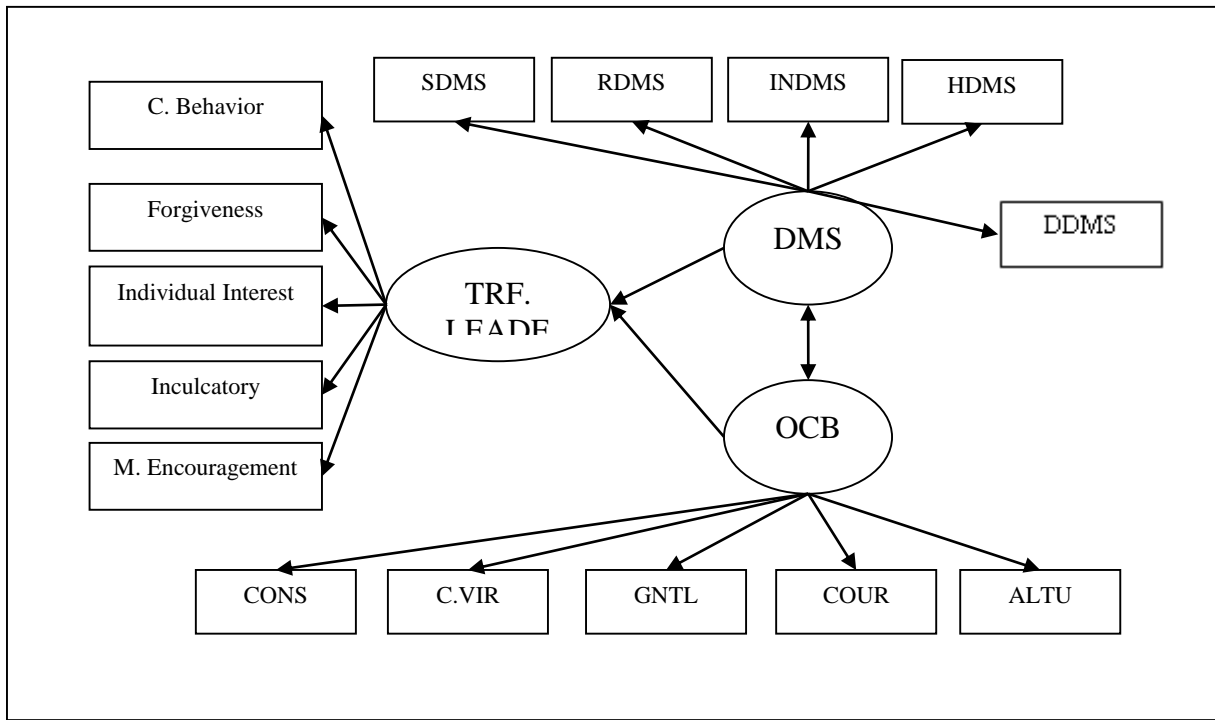 SDMS
RDMS
INDMS
HDMS
C. Behavior
Forgiveness
DDMS
DMS
Individual Interest
TRF.
LEADE
Inculcatory
OCB
M. Encouragement
CONS
C.VIR
GNTL
COUR
ALTU